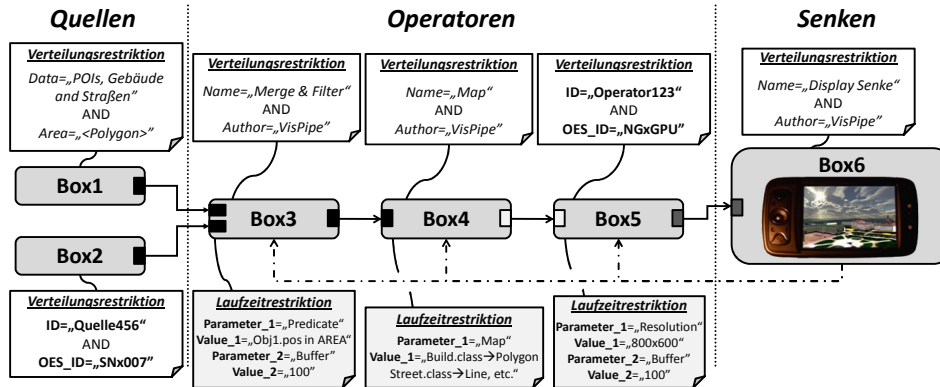 Quellen
Operatoren
Senken
Verteilungsrestriktion
Data=„POIs, Gebäude
and Straßen“
AND
Area=„<Polygon>“
Verteilungsrestriktion
Name=„Merge & Filter“
AND
Author=„VisPipe“
Verteilungsrestriktion
Name=„Map“
AND
Author=„VisPipe“
Verteilungsrestriktion
ID=„Operator123“
AND
OES_ID=„NGxGPU“
Verteilungsrestriktion
Name=„Display Senke“
AND
Author=„VisPipe“
Box1
Box2
Box3
Box4
Box5
Box6
Verteilungsrestriktion
ID=„Quelle456“
AND
OES_ID=„SNx007”
Laufzeitrestriktion
Parameter_1=„Predicate“
Value_1=„Obj1.pos in AREA“
Parameter_2=„Buffer“
Value_2=„100”
Laufzeitrestriktion
Parameter_1=„Map“
Value_1=„Build.class→Polygon
Street.class→Line, etc.“
Laufzeitrestriktion
Parameter_1=„Resolution“
Value_1=„800x600“
Parameter_2=„Buffer“
Value_2=„100”